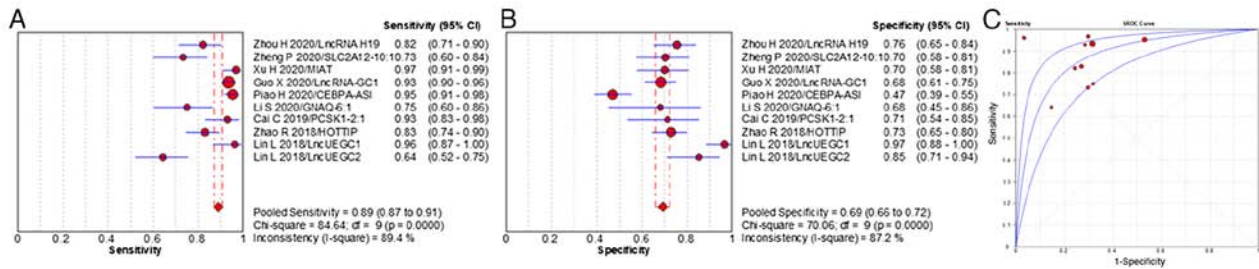 A
Sensitivity (95% CI)
Zhou H 2020/LncRNA H19 0.82 (0.71 - 0.90)
Zheng P 2020/SLC2A12-10:1 0.73 (0.60 - 0.84)
Xu H 2020/MIAT 0.97 (0.91 - 0.99)
Guo X 2020/LncRNA-GC1 0.93 (0.90 - 0.96)
Piao H 2020/CEBPA-ASI 0.95 (0.91 - 0.98)
Li S 2020/GNAQ-6:1 0.75 (0.60 - 0.86)
Cai C 2019/PCSK1-2:1 0.93 (0.83 - 0.98)
Zhao R 2018/HOTTIP 0.83 (0.74 - 0.90)
Lin L 2018/LncUEGC1 0.96 (0.87 - 1.00)
Lin L 2018/LncUEGC2 0.64 (0.52 - 0.75)
Pooled Sensitivity = 0.89 (0.87 to 0.91)
Chi-square = 84.64; df = 9 (p = 0.0000)
Inconsistency (I-square) = 89.4 %
0 0.2 0.4 0.6 0.8 1
Sensitivity
B
Specificity (95% CI)
Zhou H 2020/LncRNA H19 0.76 (0.65 - 0.84)
Zheng P 2020/SLC2A12-10:1 0.70 (0.58 - 0.81)
Xu H 2020/MIAT 0.70 (0.58 - 0.81)
Guo X 2020/LncRNA-GC1 0.68 (0.61 - 0.75)
Piao H 2020/CEBPA-ASI 0.47 (0.39 - 0.55)
Li S 2020/GNAQ-6:1 0.68 (0.45 - 0.86)
Cai C 2019/PCSK1-2:1 0.71 (0.54 - 0.85)
Zhao R 2018/HOTTIP 0.73 (0.65 - 0.80)
Lin L 2018/LncUEGC1 0.97 (0.88 - 1.00)
Lin L 2018/LncUEGC2 0.85 (0.71 - 0.94)
Pooled Specificity = 0.69 (0.66 to 0.72)
Chi-square = 70.06; df = 9 (p = 0.0000)
Inconsistency (I-square) = 87.2 %
0 0.2 0.4 0.6 0.8 1
Specificity
C
Sensitivity
SROC Curve
Sensitivity
0.2 0.4 0.6 0.8
1-Specificity